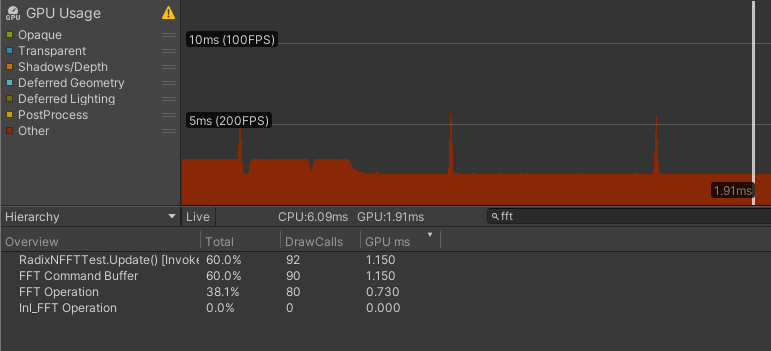 GPU Usage
Opaque
Transparent
Shadows/Depth
Deferred Geometry
Deferred Lighting
PostProcess
Other
10ms (100FPS)
5ms (200FPS)
1.91ms
Hierarchy Live CPU:6.09ms GPU:1.91ms fft
Overview Total DrawCalls GPU ms
RadixNFFTTest.Update() [Invoke 60.0% 92 1.150
FFT Command Buffer 60.0% 90 1.150
FFT Operation 38.1% 80 0.730
Inl_FFT Operation 0.0% 0 0.000